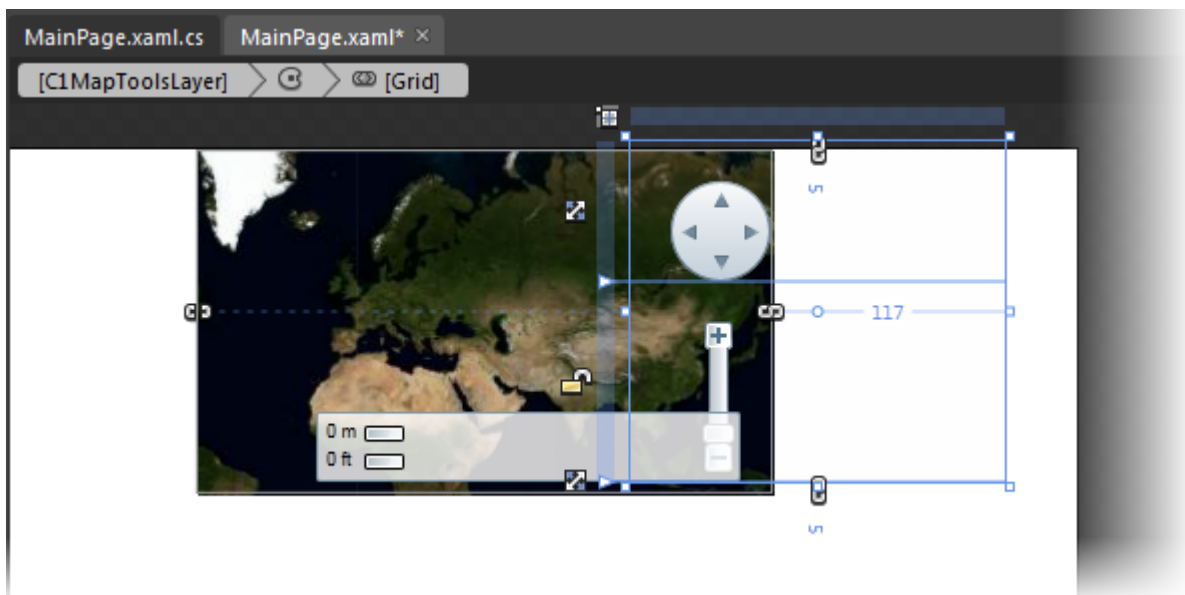 MainPage.xaml.cs MainPage.xaml* ×
[C1MapToolsLayer] [Grid]
5
117
0 m
0 ft
5